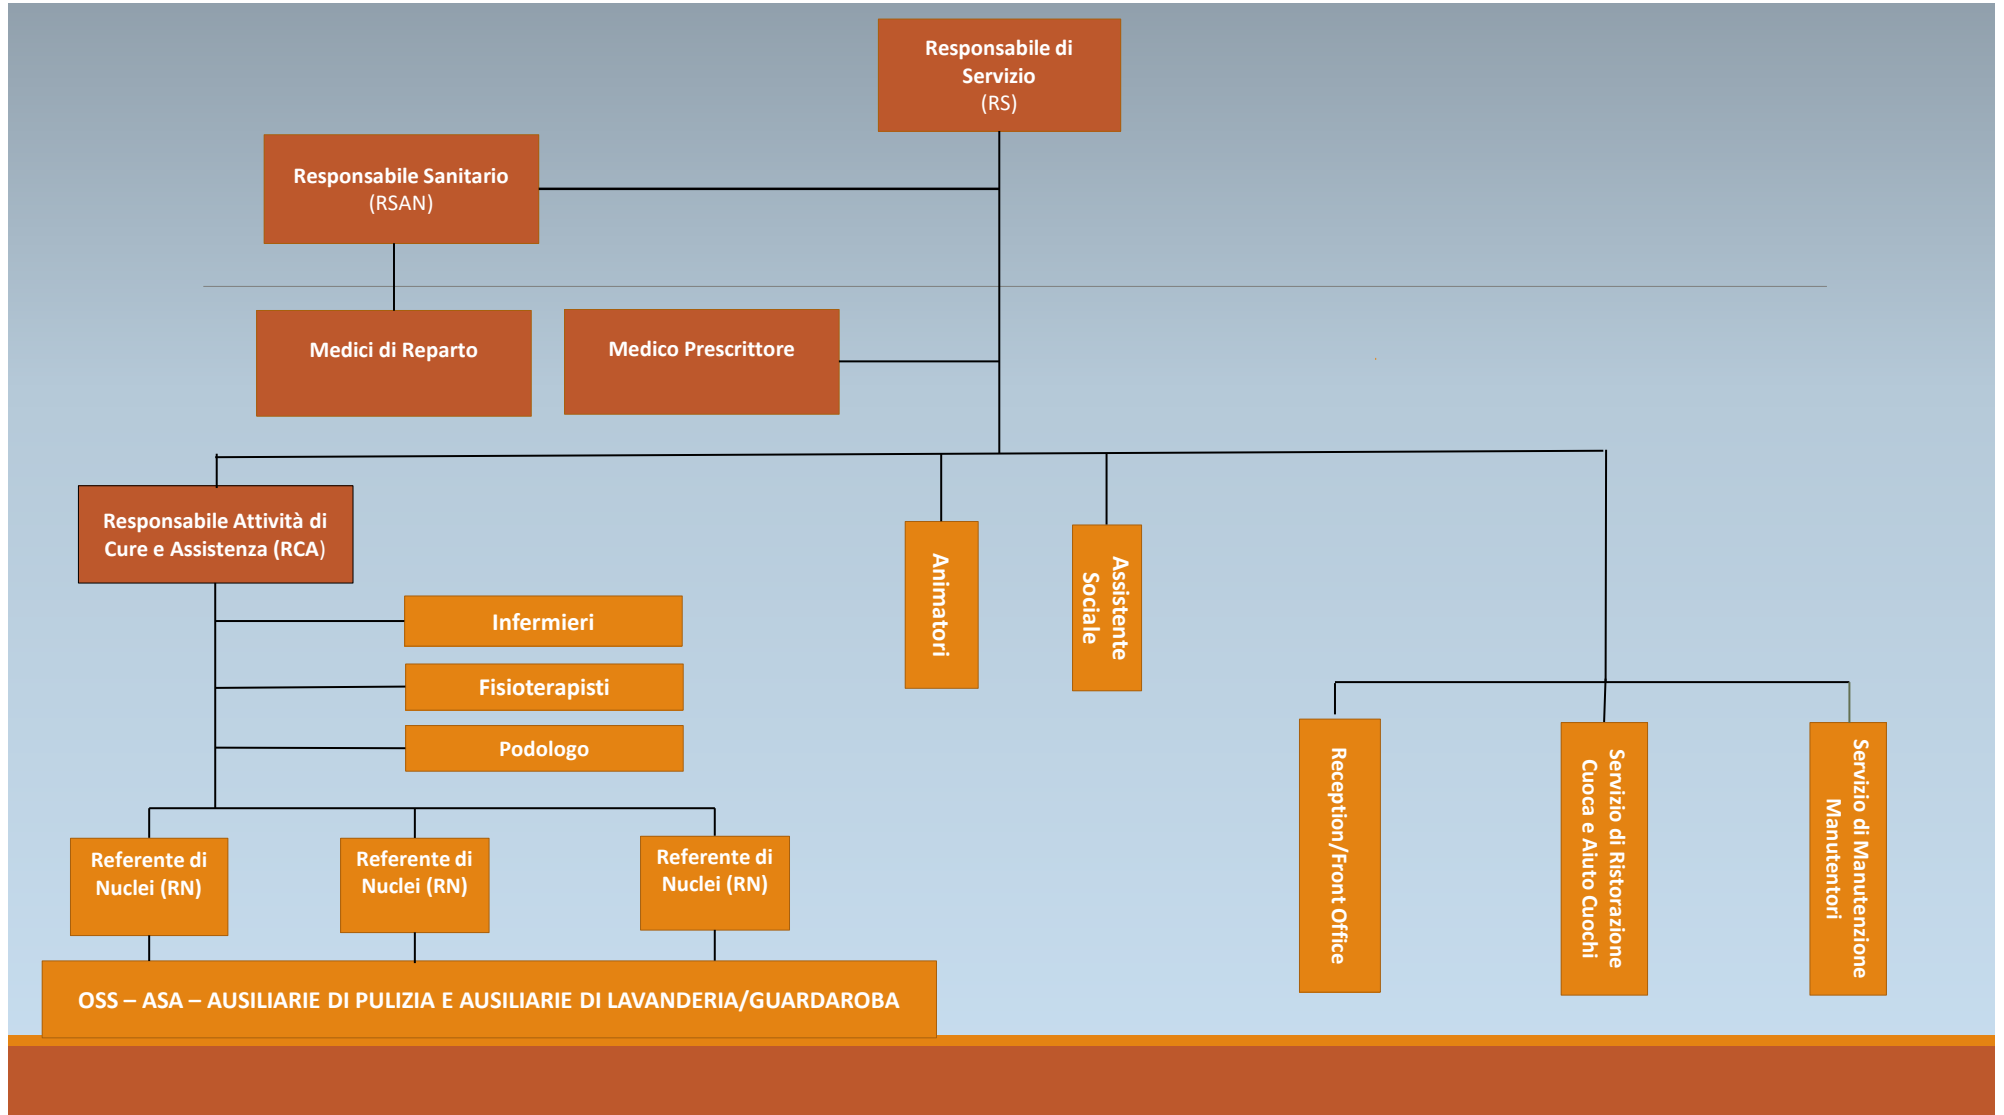 Responsabile di
Servizio
(RS)
Responsabile Sanitario
(RSAN)
Medici di Reparto
Medico Prescrittore
Responsabile Attività di
Cure e Assistenza (RCA)
Animatori
Assistente
Sociale
Infermieri
Fisioterapisti
Podologo
Reception/Front Office
Servizio di Ristorazione
Cuoca e Aiuto Cuochi
Servizio di Manutenzione
Manutentori
Referente di
Nuclei (RN)
Referente di
Nuclei (RN)
Referente di
Nuclei (RN)
OSS – ASA – AUSILIARIE DI PULIZIA E AUSILIARIE DI LAVANDERIA/GUARDAROBA